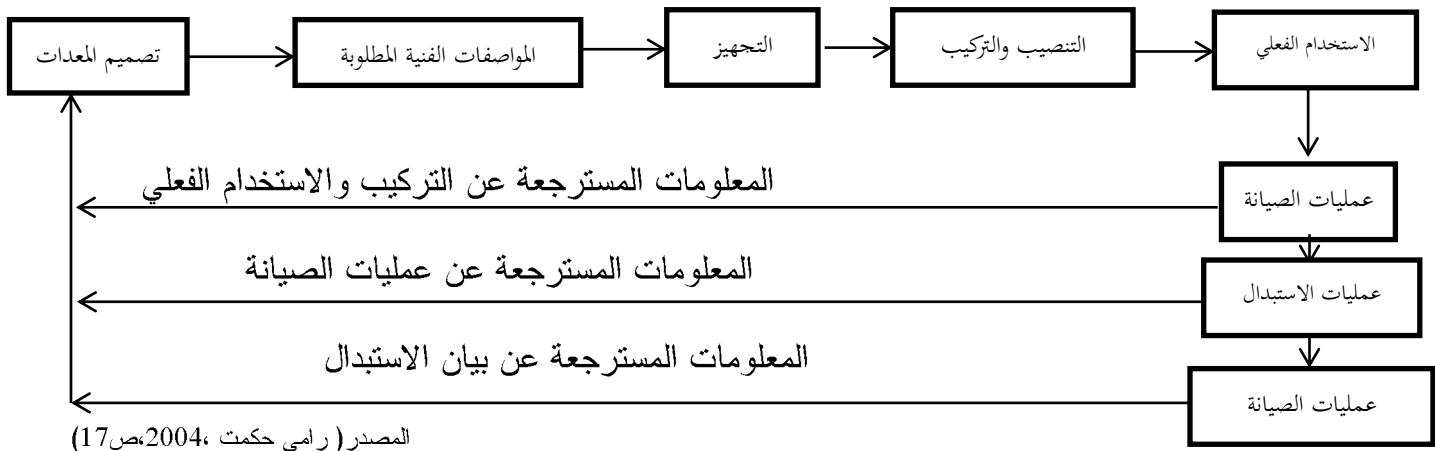 تصميم المعدات
المواصفات الفنية المطلوبة
التجهيز
التنصيب والتركيب
الاستخدام الفعلي
عمليات الصيانة
المعلومات المسترجعة عن التركيب والاستخدام الفعلي
عمليات الاستبدال
المعلومات المسترجعة عن عمليات الصيانة
عمليات الصيانة
المعلومات المسترجعة عن بيان الاستبدال
المصدر( رامي حكمت ،2004،ص17)